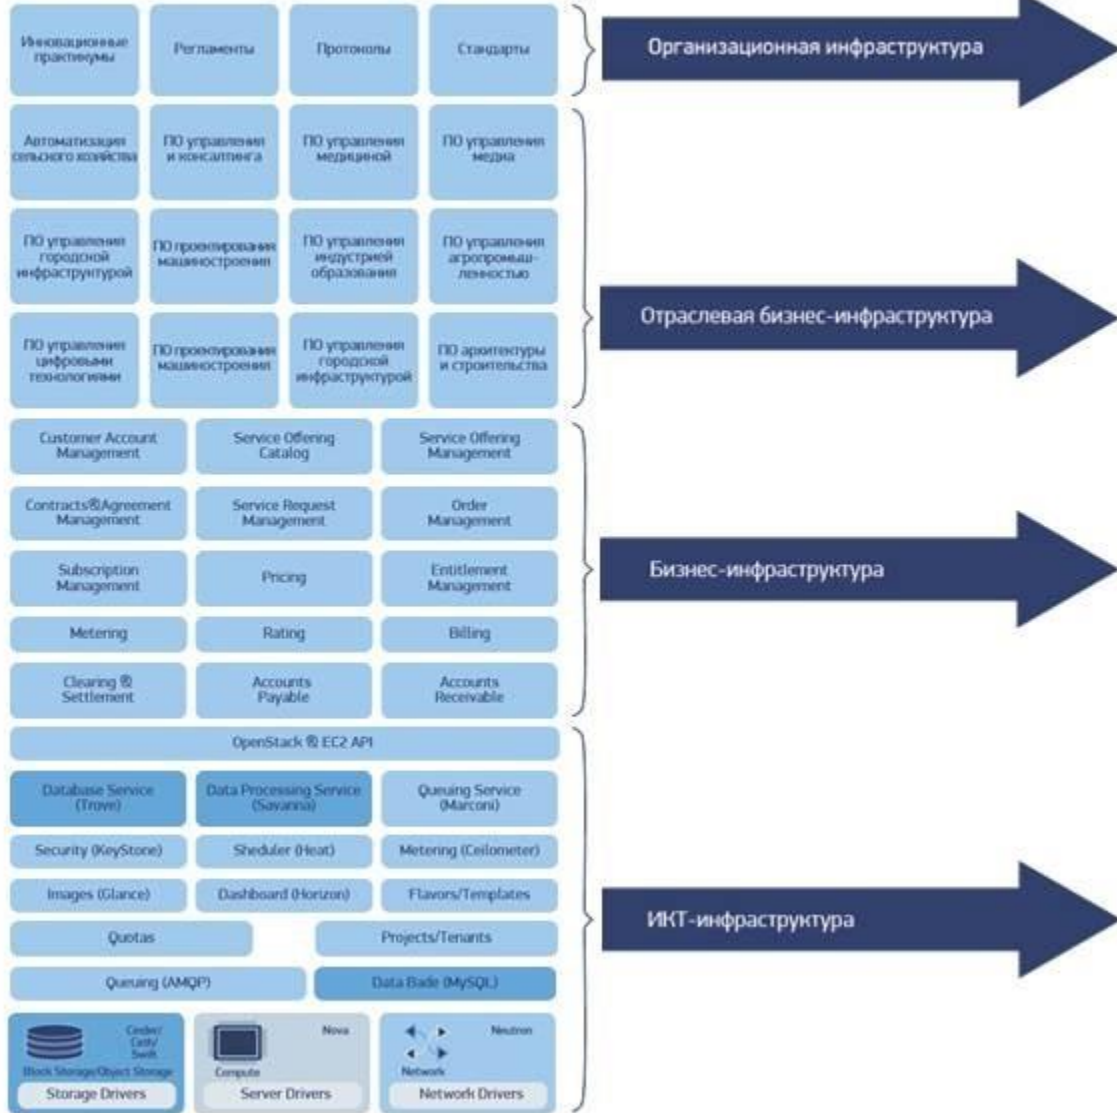 Инновационные
практикумы
Регламенты
Протоколы
Стандарты
Организационная инфраструктура
Автоматизация
сельского хозяйства
ПО управления
и консалтинга
ПО управления
медициной
ПО управления
медиа
ПО управления
городской
инфраструктурой
ПО проектирования
машиностроения
ПО управления
индустрией
образования
ПО управления
агропромыш-
ленностью
Отраслевая бизнес-инфраструктура
ПО управления
цифровыми
технологиями
ПО проектирования
машиностроения
ПО управления
городской
инфраструктурой
ПО архитектуры
и строительства
Customer Account
Management
Service Offering
Catalog
Service Offering
Management
Contracts®Agreement
Management
Service Request
Management
Order
Management
Subscription
Management
Pricing
Entitlement
Management
Бизнес-инфраструктура
Metering
Rating
Billing
Clearing ®
Settlement
Accounts
Payable
Accounts
Receivable
OpenStack ® EC2 API
Database Service
(Trove)
Data Processing Service
(Savanna)
Queuing Service
(Marconi)
Security (KeyStone)
Sheduler (Heat)
Metering (Ceilometer)
Images (Glance)
Dashboard (Horizon)
Flavors/Templates
ИКТ-инфраструктура
Quotas
Projects/Tenants
Queuing (AMQP)
Data Bade (MySQL)
Swift
Block Storage/Object Storage
Storage Drivers
Nova
Compute
Server Drivers
Neutron
Network
Network Drivers